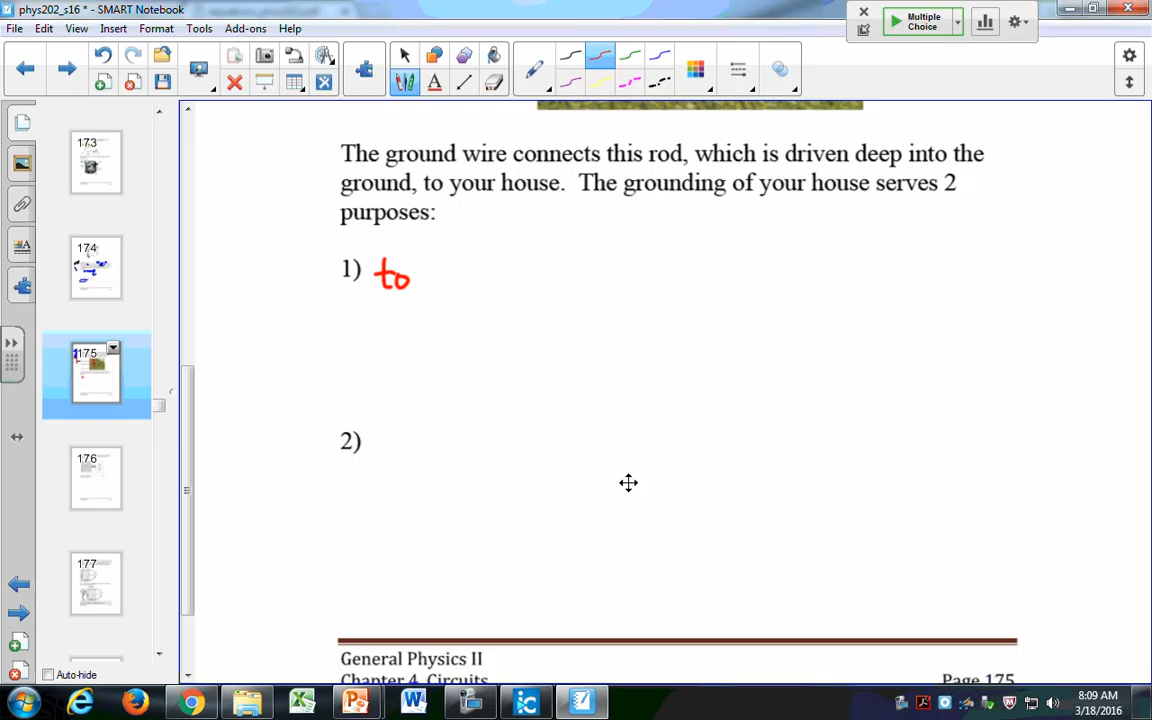 phys202_s16 * - SMART Notebook
Multiple
Choice
File Edit View Insert Format Tools Add-ons Help
173
174
175
176
177
The ground wire connects this rod, which is driven deep into the
ground, to your house. The grounding of your house serves 2
purposes:
1) to
2)
General Physics II
Chapter 4 Circuits
Page 175
Auto-hide
8:09 AM
3/18/2016